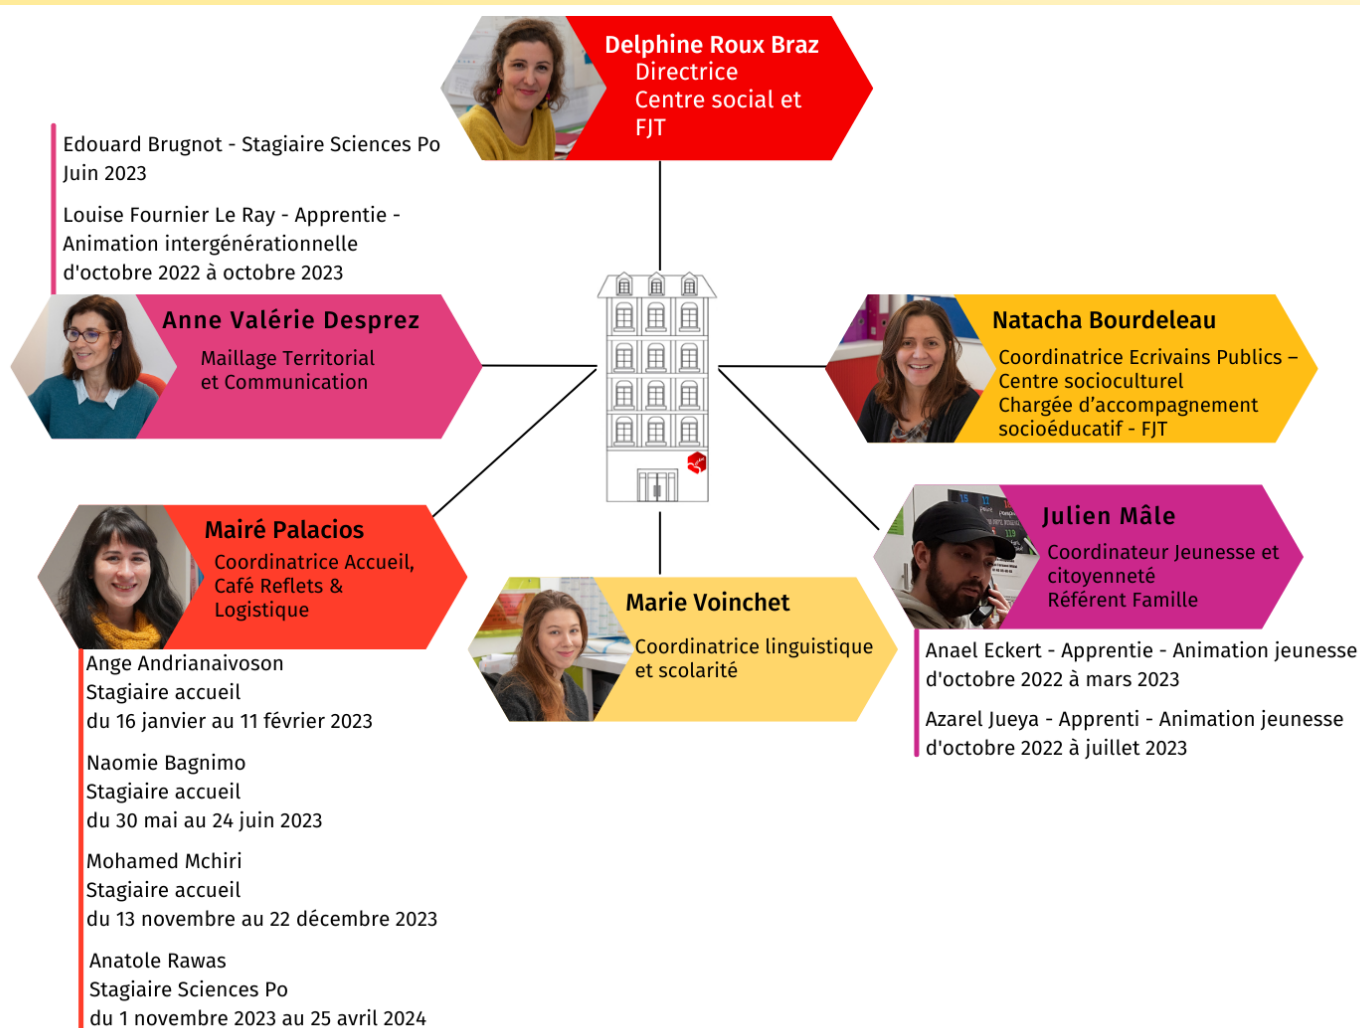 Delphine Roux Braz
Directrice
Centre social et
FJT
Edouard Brugnot - Stagiaire Sciences Po
Juin 2023
Louise Fournier Le Ray - Apprentie -
Animation intergénérationnelle
d'octobre 2022 à octobre 2023
Anne Valérie Desprez
Maillage Territorial
et Communication
Natacha Bourdeleau
Coordinatrice Ecrivains Publics –
Centre socioculturel
Chargée d’accompagnement
socioéducatif - FJT
Mairé Palacios
Coordinatrice Accueil,
Café Reflets &
Logistique
Julien Mâle
Coordinateur Jeunesse et
citoyenneté
Référent Famille
Marie Voinchet
Coordinatrice linguistique
et scolarité
Anael Eckert - Apprentie - Animation jeunesse
d'octobre 2022 à mars 2023
Azarel Jueya - Apprenti - Animation jeunesse
d'octobre 2022 à juillet 2023
Ange Andrianaivoson
Stagiaire accueil
du 16 janvier au 11 février 2023
Naomie Bagnimo
Stagiaire accueil
du 30 mai au 24 juin 2023
Mohamed Mchiri
Stagiaire accueil
du 13 novembre au 22 décembre 2023
Anatole Rawas
Stagiaire Sciences Po
du 1 novembre 2023 au 25 avril 2024